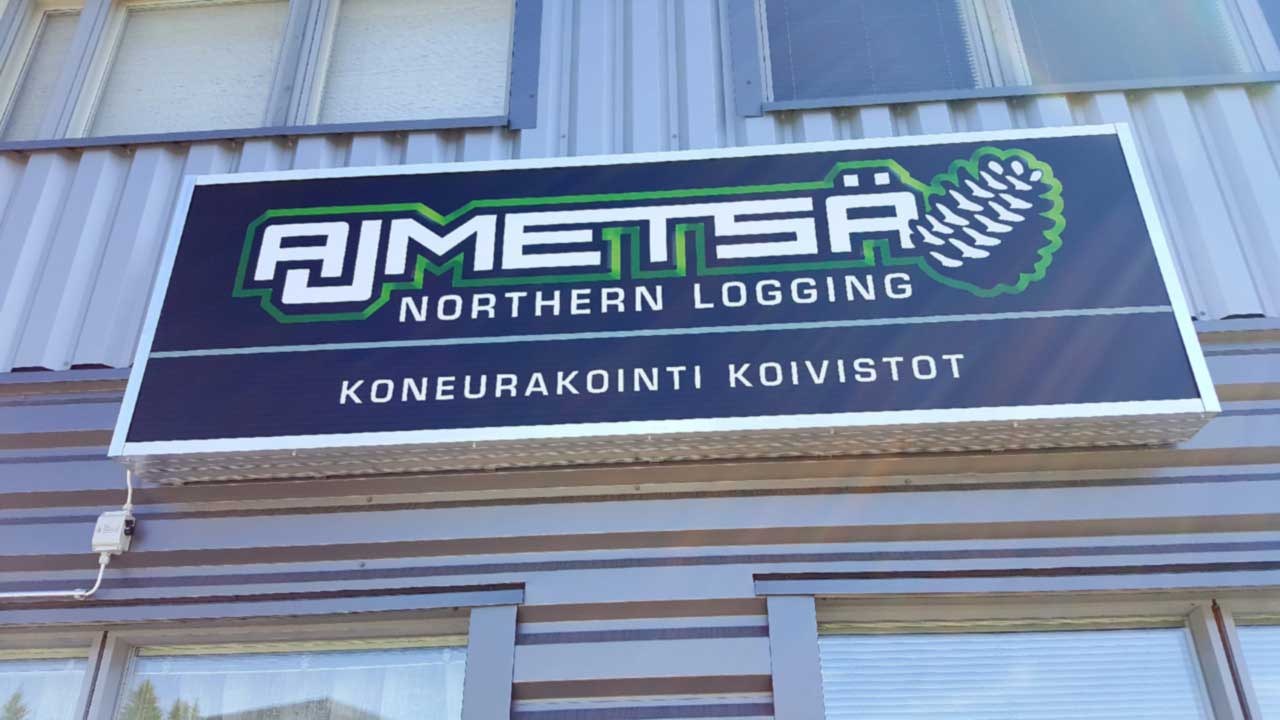 AJMETSÄ
NORTHERN LOGGING
KONEURAKOINTI KOIVISTOT